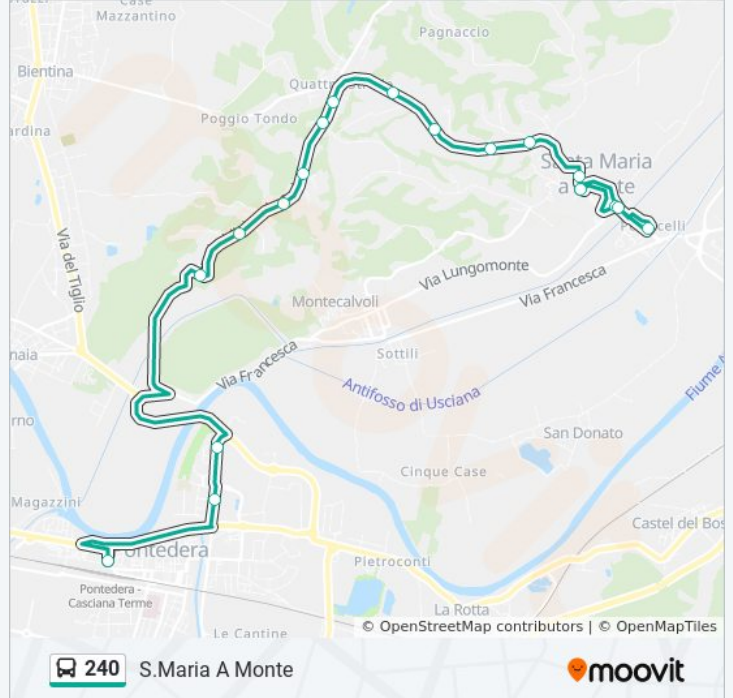 Mazzantino
Pagnaccio
Bientina
Quatt
Poggio Tondo
ardina
Santa Maria
a Monte
Via del Tiglio
Via Lungomonte
Via Francesca
Montecalvoli
naia
Sottili
Via Francesca
Antifosso di Usciana
Fiume A
rno
San Donato
Cinque Case
Magazzini
Castel del Bos
Pontedera
Pietroconti
Pontedera -
Casciana Terme
La Rotta
Le Cantine
© OpenStreetMap contributors | © OpenMapTiles
240 S.Maria A Monte
moovit